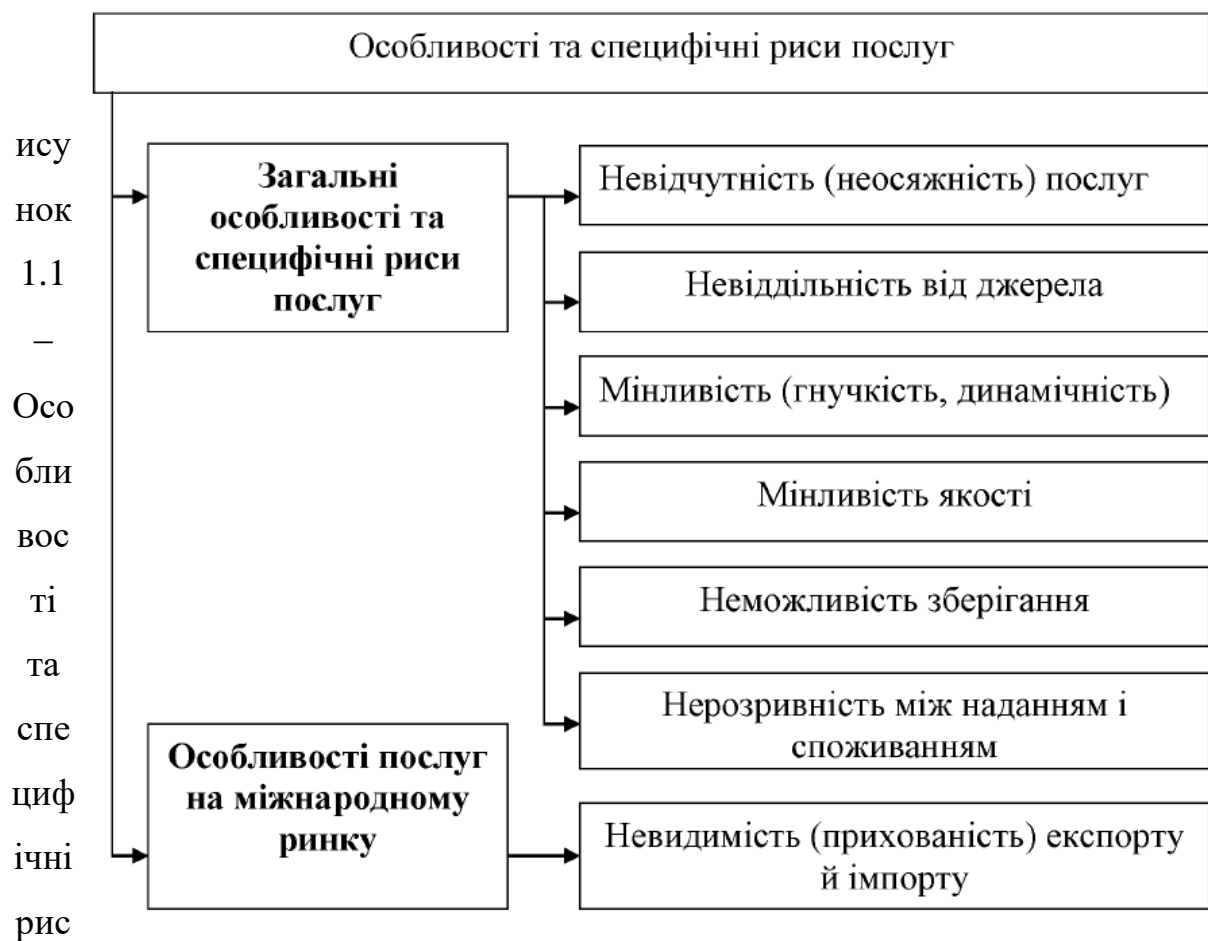 Особливості та специфічні риси послуг
ису
нок
1.1
–
Осо
бли
вос
ті
та
спе
циф
ічні
рис
Загальні
особливості та
специфічні риси
послуг
Невідчутність (неосяжність) послуг
Невіддільність від джерела
Мінливість (гнучкість, динамічність)
Мінливість якості
Неможливість зберігання
Нерозривність між наданням і
споживанням
Особливості послуг
на міжнародному
ринку
Невидимість (прихованість) експорту
й імпорту